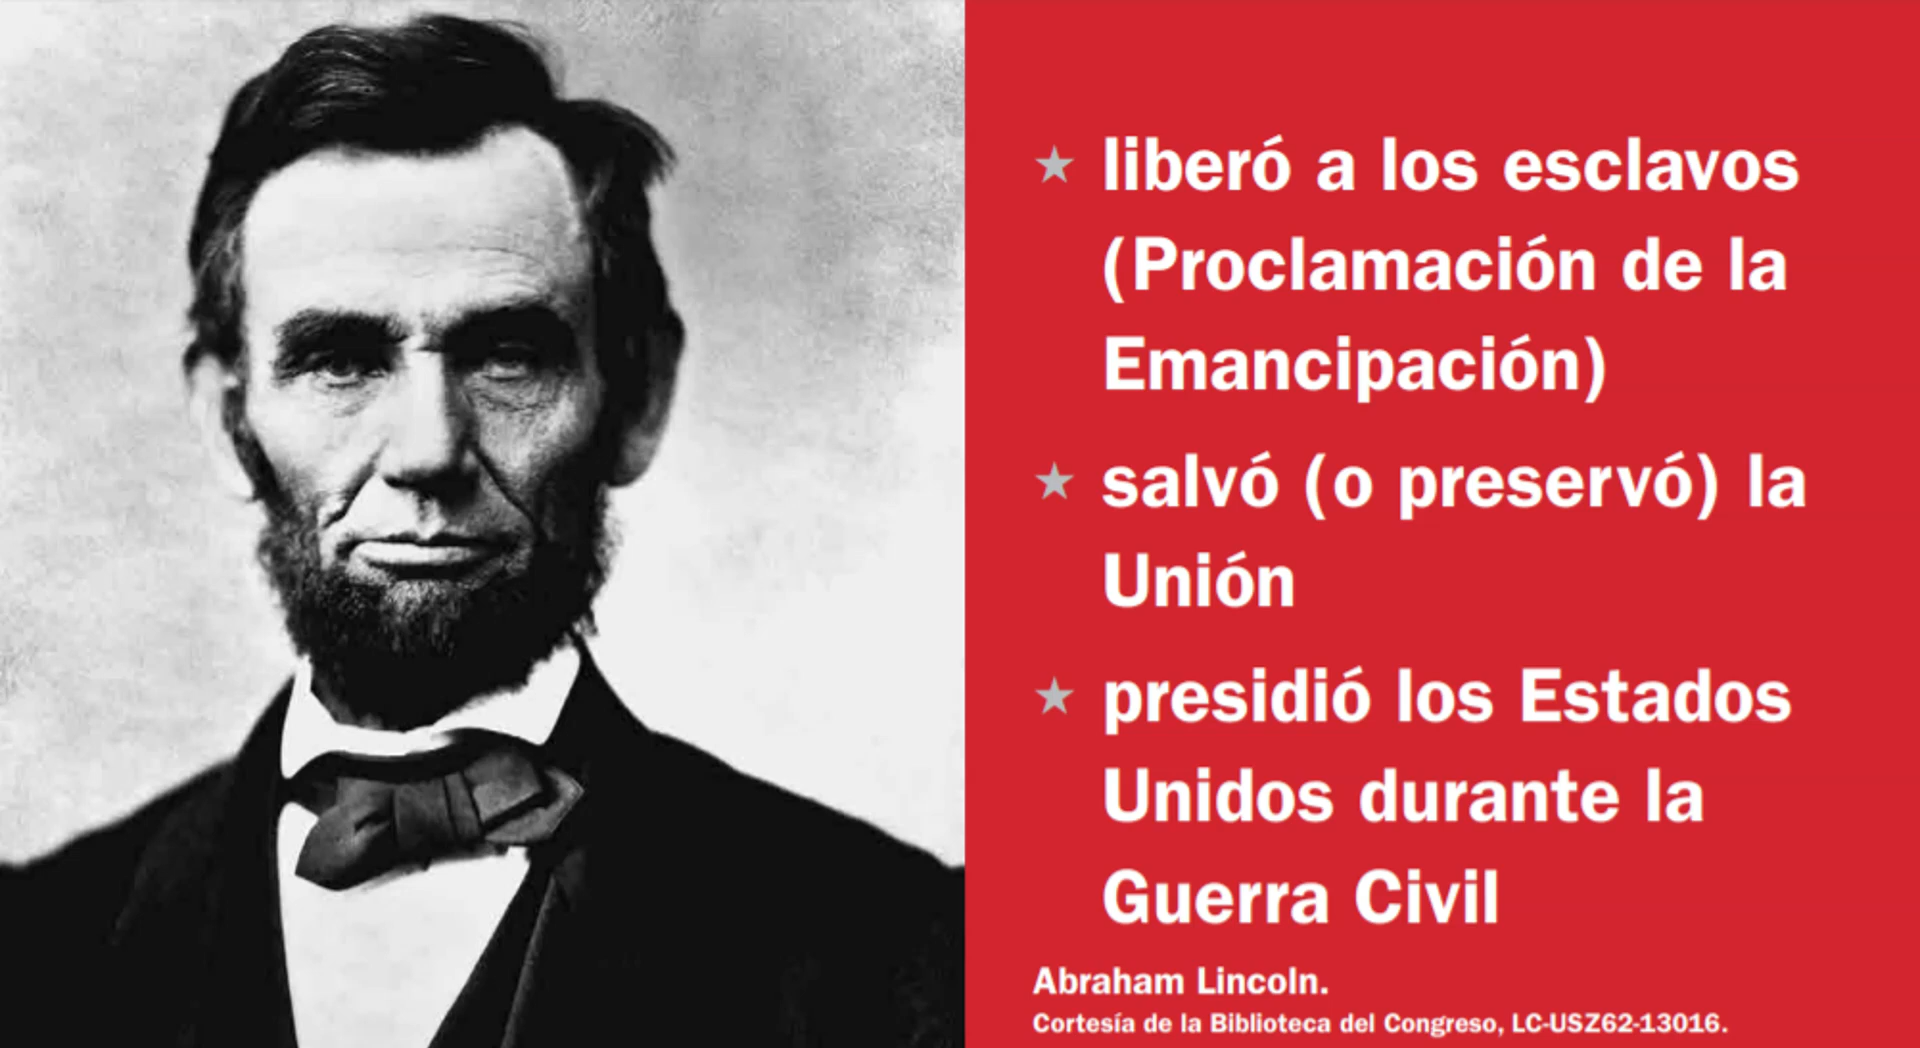 ★ liberó a los esclavos
(Proclamación de la
Emancipación)
★ salvó (o preservó) la
Unión
★ presidió los Estados
Unidos durante la
Guerra Civil
Abraham Lincoln.
Cortesía de la Biblioteca del Congreso, LC-USZ62-13016.